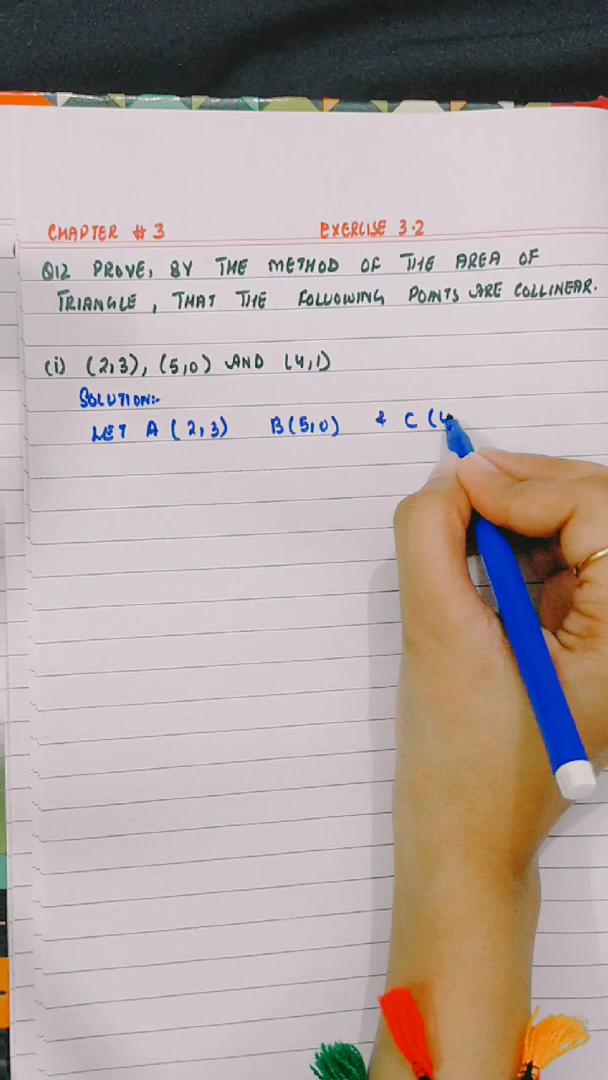 CHAPTER # 3 EXERCISE 3.2
Q12 PROVE, BY THE METHOD OF THE AREA OF
TRIANGLE, THAT THE FOLLOWING POINTS ARE COLLINEAR.
(i) (2,3), (5,0) AND (4,1)
SOLUTION:-
LET A (2,3) B(5,0) & C (4